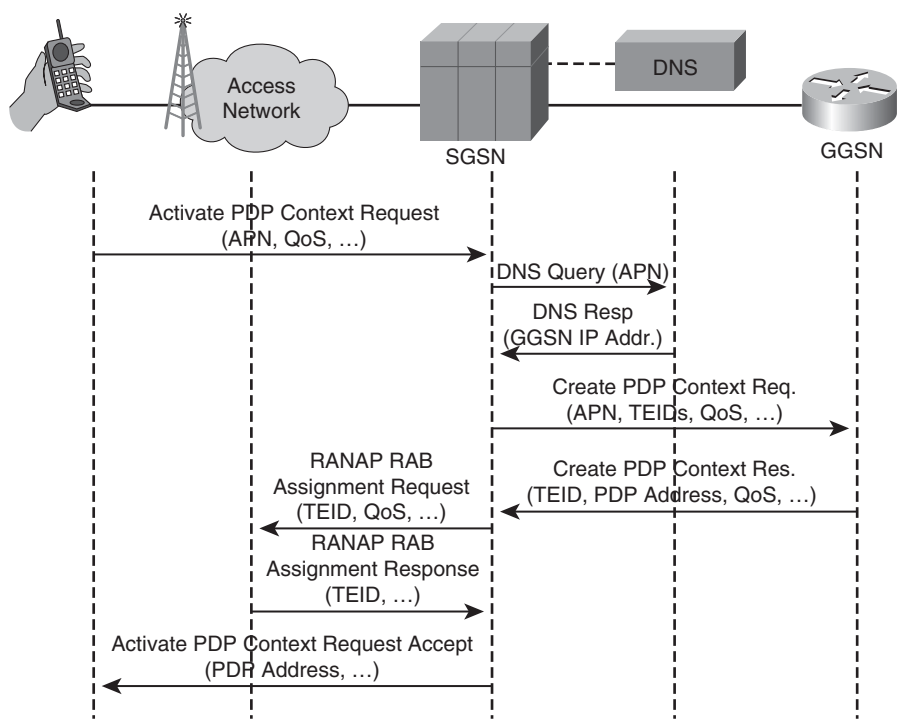 Access
Network
DNS
SGSN
GGSN
Activate PDP Context Request
(APN, QoS, …)
DNS Query (APN)
DNS Resp
(GGSN IP Addr.)
Create PDP Context Req.
(APN, TEIDs, QoS, …)
RANAP RAB
Assignment Request
(TEID, QoS, …)
Create PDP Context Res.
(TEID, PDP Address, QoS, …)
RANAP RAB
Assignment Response
(TEID, …)
Activate PDP Context Request Accept
(PDP Address, …)